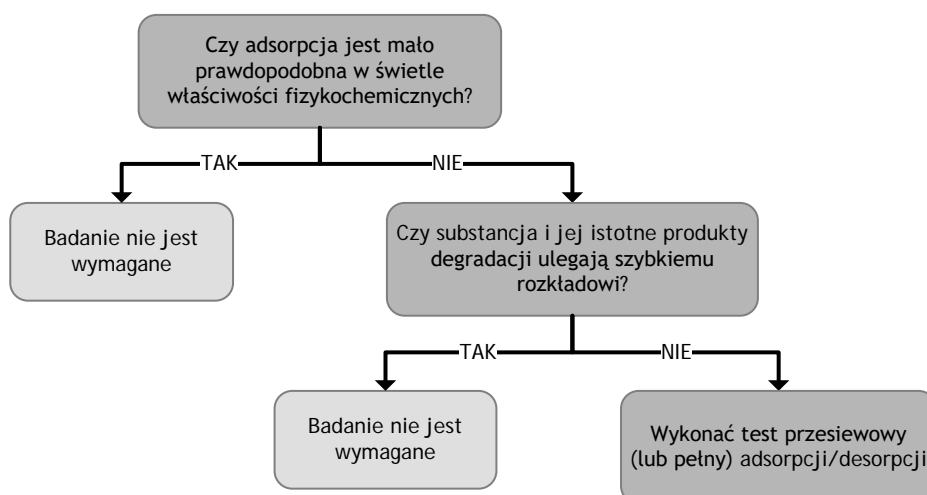 Czy adsorpcja jest mało
prawdopodobna w świetle
właściwości fizykochemicznych?
TAK
NIE
Badanie nie jest
wymagane
Czy substancja i jej istotne produkty
degradacji ulegają szybkiemu
rozkładowi?
TAK
NIE
Badanie nie jest
wymagane
Wykonać test przesiewowy
(lub pełny) adsorpcji/desorpcji